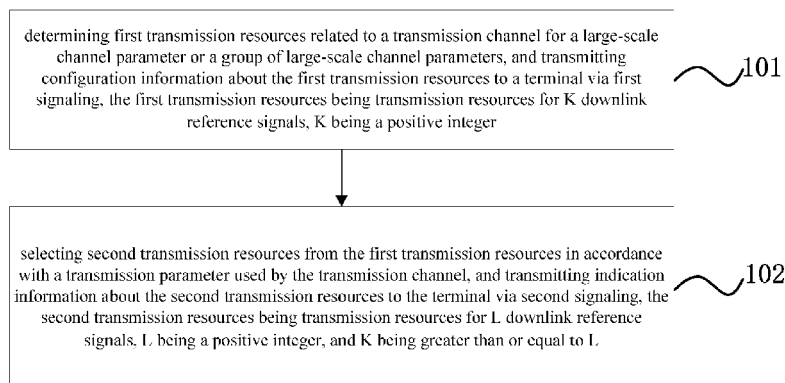 determining first transmission resources related to a transmission channel for a large-scale
channel parameter or a group of large-scale channel parameters, and transmitting
configuration information about the first transmission resources to a terminal via first
signaling, the first transmission resources being transmission resources for K downlink
reference signals, K being a positive integer
101
selecting second transmission resources from the first transmission resources in accordance
with a transmission parameter used by the transmission channel, and transmitting indication
information about the second transmission resources to the terminal via second signaling, the
second transmission resources being transmission resources for L downlink reference
signals, L being a positive integer, and K being greater than or equal to L
102